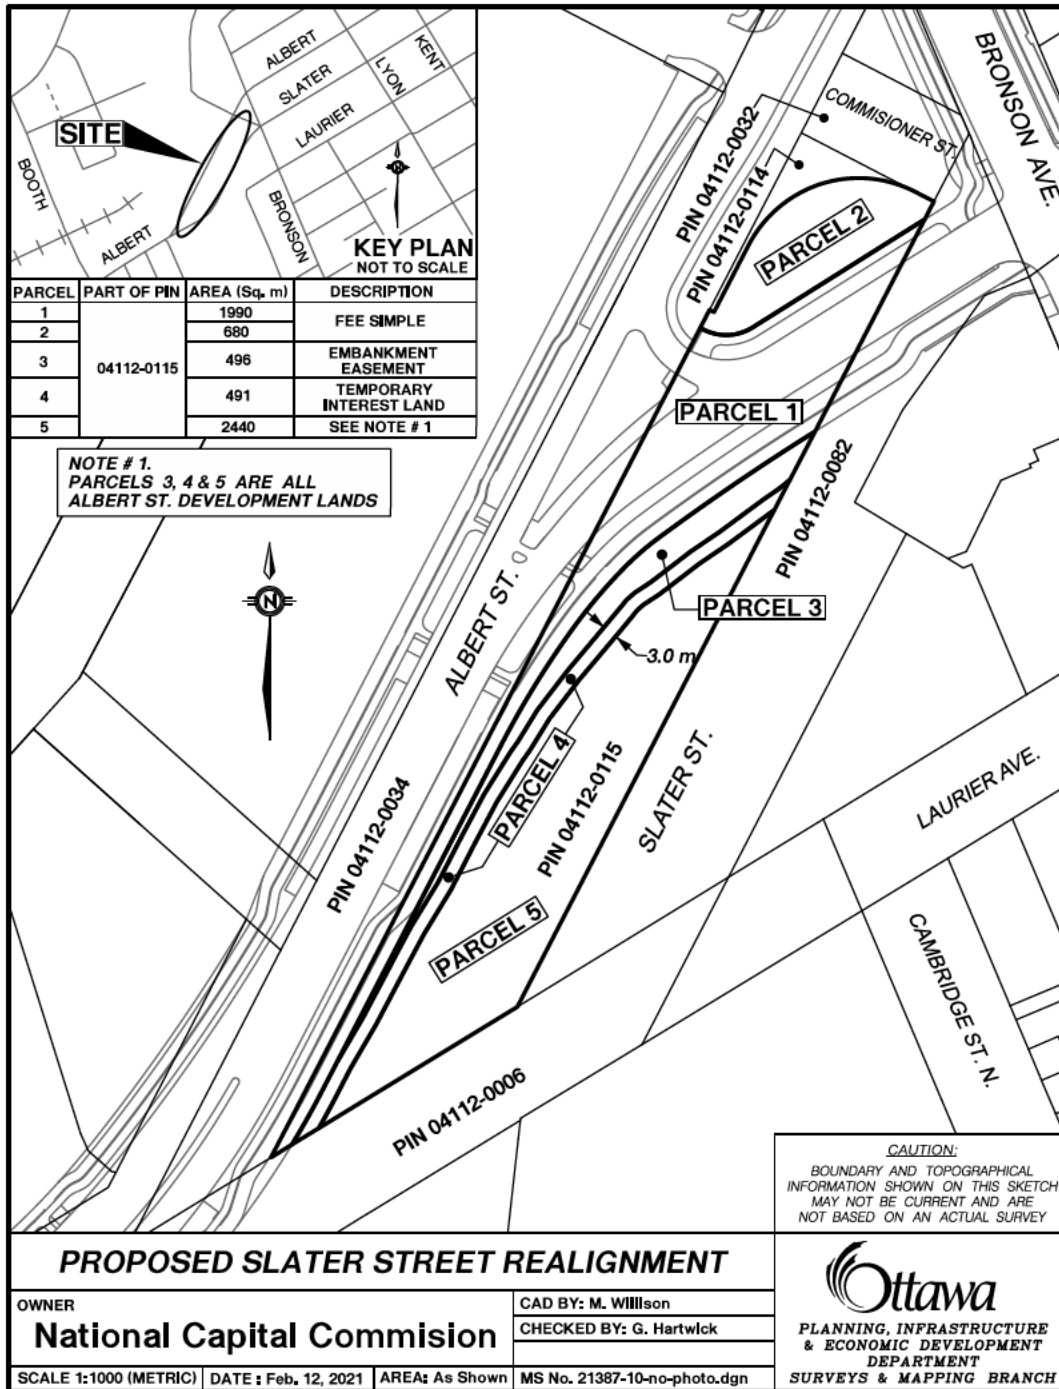 ALBERT
SLATER
LAURIER
LYON
KENT
BRONSON
BOOTH
ALBERT
SITE
N
KEY PLAN
NOT TO SCALE
PARCEL PART OF PIN AREA (Sq. m) DESCRIPTION
1 04112-0115 1990 FEE SIMPLE
2 680
3 496 EMBANKMENT
EASEMENT
4 491 TEMPORARY
INTEREST LAND
5 2440 SEE NOTE # 1
NOTE # 1.
PARCELS 3, 4 & 5 ARE ALL
ALBERT ST. DEVELOPMENT LANDS
N
BRONSON AVE.
COMMISIONER ST.
PIN 04112-0032
PIN 04112-0114
PARCEL 2
PARCEL 1
PIN 04112-0082
PARCEL 3
3.0 m
ALBERT ST.
PARCEL 4
PIN 04112-0115
SLATER ST.
PIN 04112-0034
LAURIER AVE.
PARCEL 5
CAMBRIDGE ST. N.
PIN 04112-0006
CAUTION:
BOUNDARY AND TOPOGRAPHICAL
INFORMATION SHOWN ON THIS SKETCH
MAY NOT BE CURRENT AND ARE
NOT BASED ON AN ACTUAL SURVEY
PROPOSED SLATER STREET REALIGNMENT
OWNER
National Capital Commision
CAD BY: M. Willison
CHECKED BY: G. Hartwick
SCALE 1:1000 (METRIC) DATE : Feb. 12, 2021 AREA: As Shown MS No. 21387-10-no-photo.dgn
Ottawa
PLANNING, INFRASTRUCTURE
& ECONOMIC DEVELOPMENT
DEPARTMENT
SURVEYS & MAPPING BRANCH